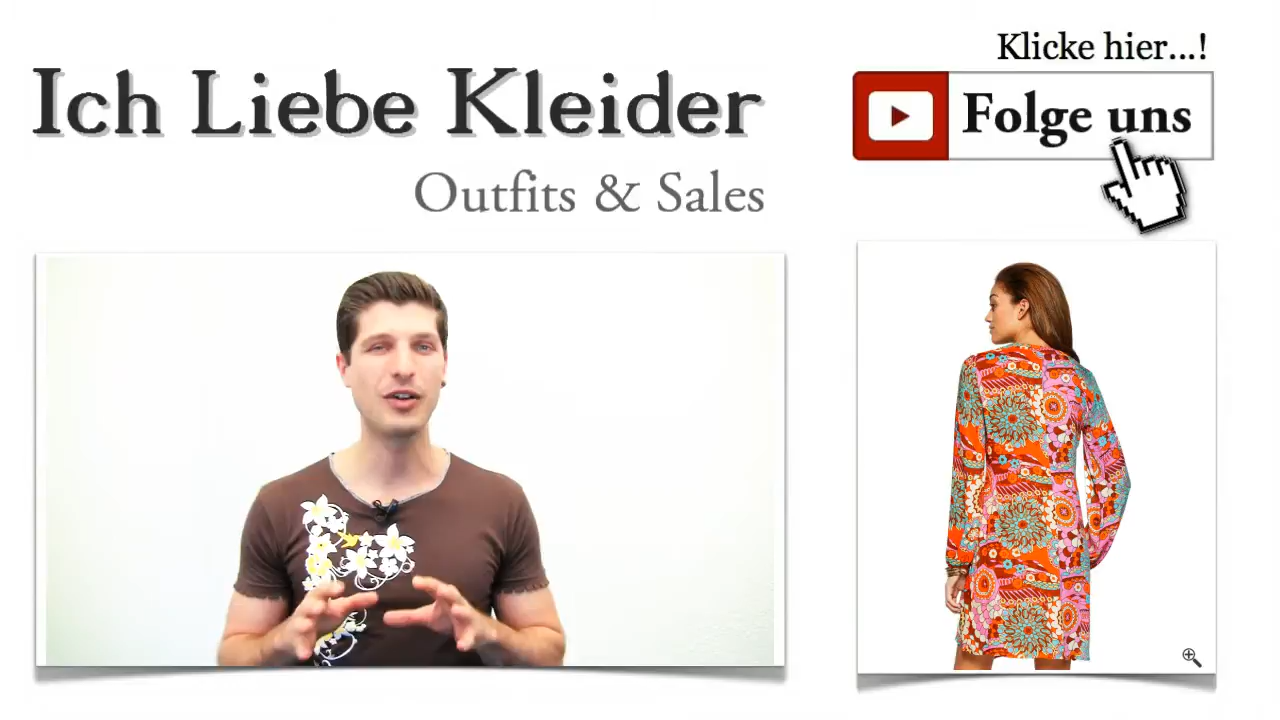 Ich Liebe Kleider
Outfits & Sales
Klicke hier...!
Folge uns